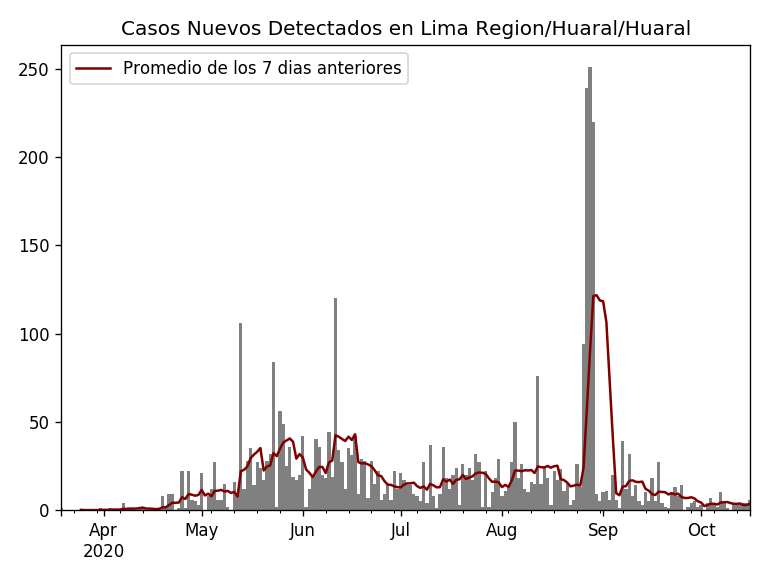 Casos Nuevos Detectados en Lima Region/Huaral/Huaral
Promedio de los 7 dias anteriores
250
200
150
100
50
0
Apr May Jun Jul Aug Sep Oct
2020